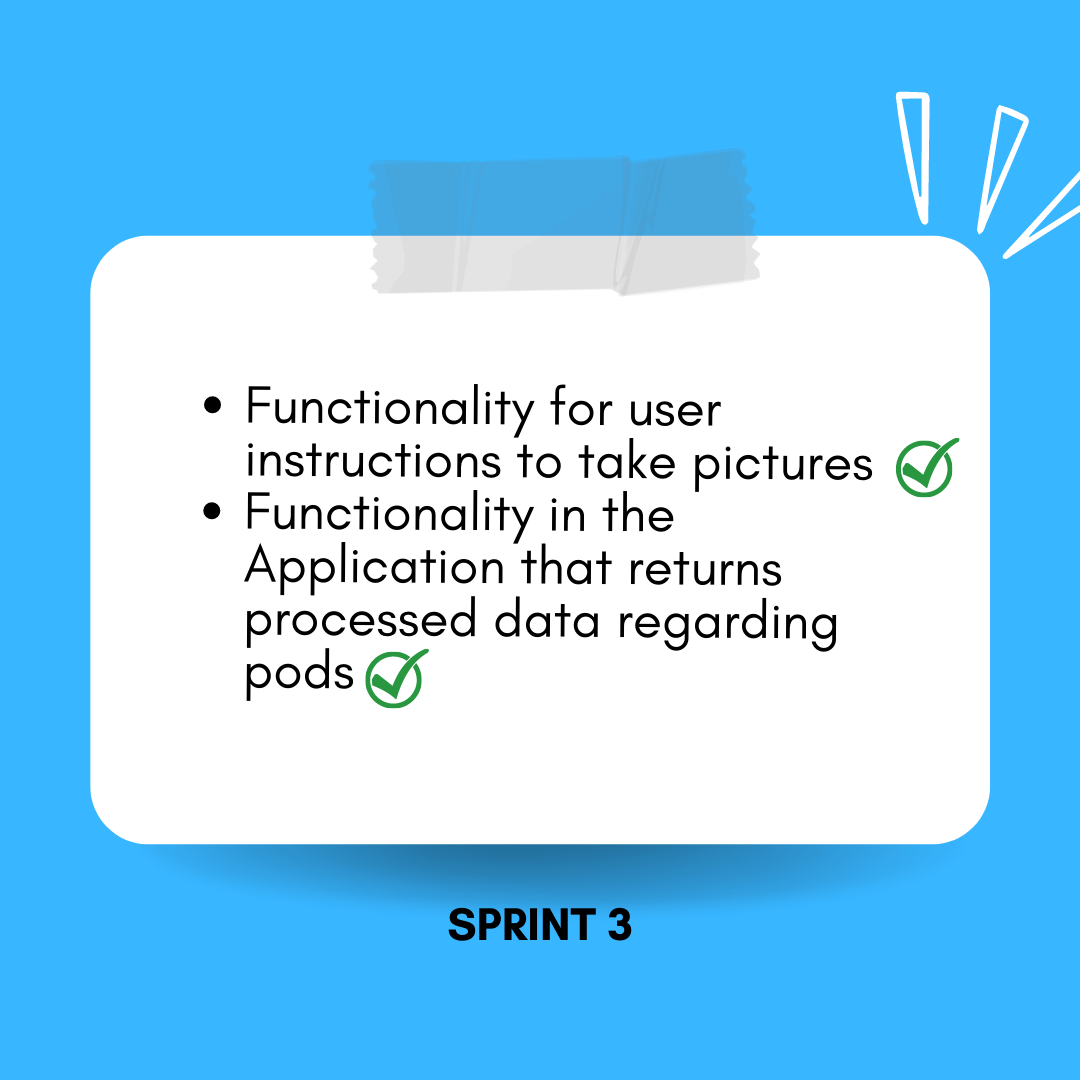 • Functionality for user
instructions to take pictures
• Functionality in the
Application that returns
processed data regarding
pods
SPRINT 3